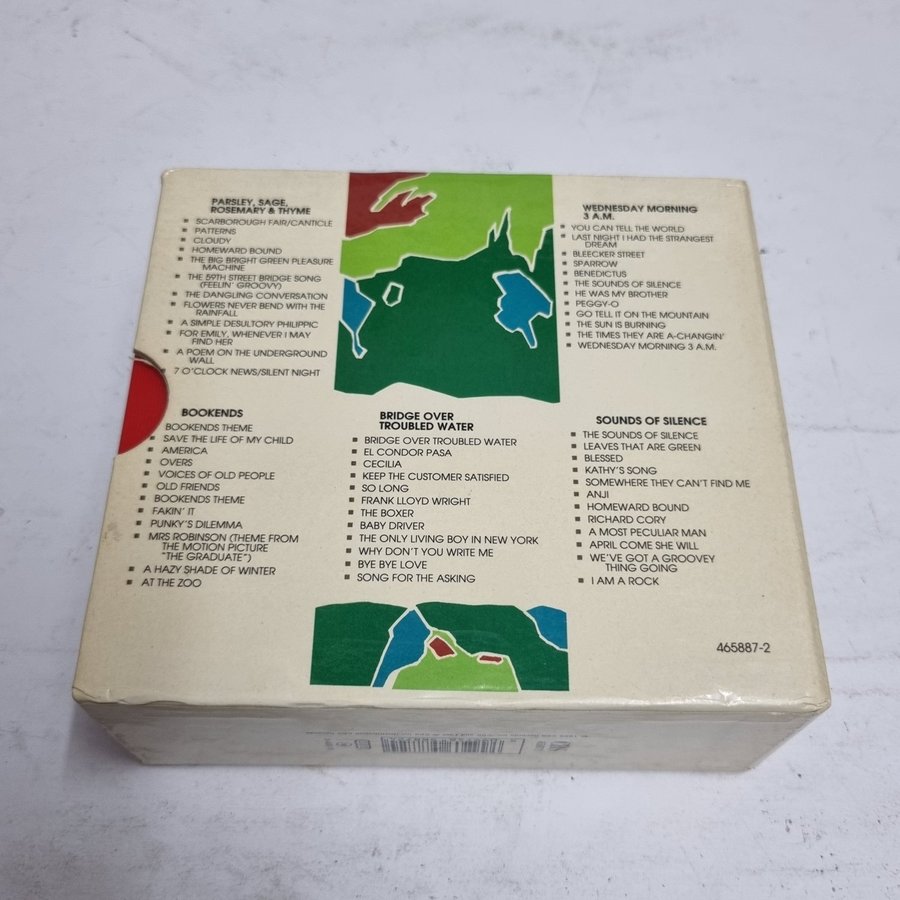 PARSLEY, SAGE,
ROSEMARY & THYME
SCARBOROUGH FAIR/CANTICLE
PATTERNS
CLOUDY
HOMEWARD BOUND
THE BIG BRIGHT GREEN PLEASURE
MACHINE
THE 59TH STREET BRIDGE SONG
(FEELIN' GROOVY)
THE DANGLING CONVERSATION
FLOWERS NEVER BEND WITH THE
RAINFALL
A SIMPLE DESULTORY PHILIPPIC
FOR EMILY, WHENEVER I MAY
FIND HER
A POEM ON THE UNDERGROUND
WALL
7 O'CLOCK NEWS/SILENT NIGHT
WEDNESDAY MORNING
3 A.M.
YOU CAN TELL THE WORLD
LAST NIGHT I HAD THE STRANGEST
DREAM
BLEECKER STREET
SPARROW
BENEDICTUS
THE SOUNDS OF SILENCE
HE WAS MY BROTHER
PEGGY-O
GO TELL IT ON THE MOUNTAIN
THE SUN IS BURNING
THE TIMES THEY ARE A-CHANGIN'
WEDNESDAY MORNING 3 A.M.
BOOKENDS
BOOKENDS THEME
SAVE THE LIFE OF MY CHILD
AMERICA
OVERS
VOICES OF OLD PEOPLE
OLD FRIENDS
BOOKENDS THEME
FAKIN' IT
PUNKY'S DILEMMA
MRS ROBINSON (THEME FROM
THE MOTION PICTURE
"THE GRADUATE")
A HAZY SHADE OF WINTER
AT THE ZOO
BRIDGE OVER
TROUBLED WATER
BRIDGE OVER TROUBLED WATER
EL CONDOR PASA
CECILIA
KEEP THE CUSTOMER SATISFIED
SO LONG
FRANK LLOYD WRIGHT
THE BOXER
BABY DRIVER
THE ONLY LIVING BOY IN NEW YORK
WHY DON'T YOU WRITE ME
BYE BYE LOVE
SONG FOR THE ASKING
SOUNDS OF SILENCE
THE SOUNDS OF SILENCE
LEAVES THAT ARE GREEN
BLESSED
KATHY'S SONG
SOMEWHERE THEY CAN'T FIND ME
ANJI
HOMEWARD BOUND
RICHARD CORY
A MOST PECULIAR MAN
APRIL COME SHE WILL
WE'VE GOT A GROOVEY
THING GOING
I AM A ROCK
465887-2